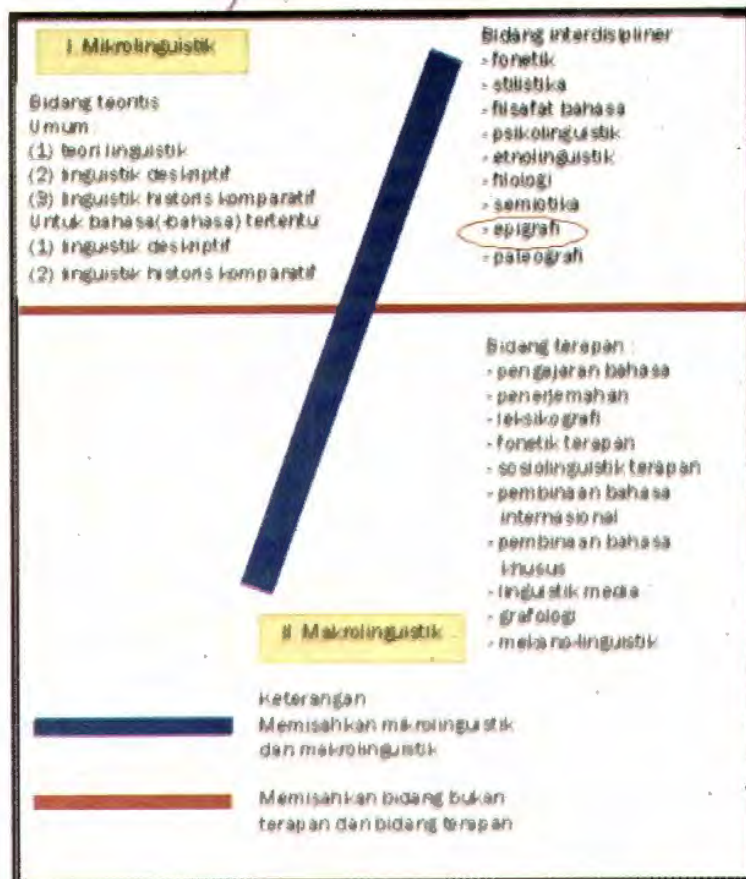 I. Mikrolinguistik
Bidang teoritis
Umum :
(1) teori linguistik
(2) linguistik deskriptif
(3) linguistik historis komparatif
Untuk bahasa(-bahasa) tertentu
(1) linguistik deskriptif
(2) linguistik historis komparatif
Bidang interdisipliner
- fonetik
- stilistika
- filsafat bahasa
- psikolinguistik
- etnolinguistik
- filologi
- semiotika
- epigrafi
- paleografi
Bidang terapan :
- pengajaran bahasa
- penerjemahan
- leksikografi
- fonetik terapan
- sosiolinguistik terapan
- pembinaan bahasa
internasional
- pembinaan bahasa
khusus
- linguistik media
- grafologi
- mekano-linguistik
II. Makrolinguistik
Keterangan
Memisahkan mikrolinguistik
dan makrolinguistik
Memisahkan bidang bukan
terapan dan bidang terapan